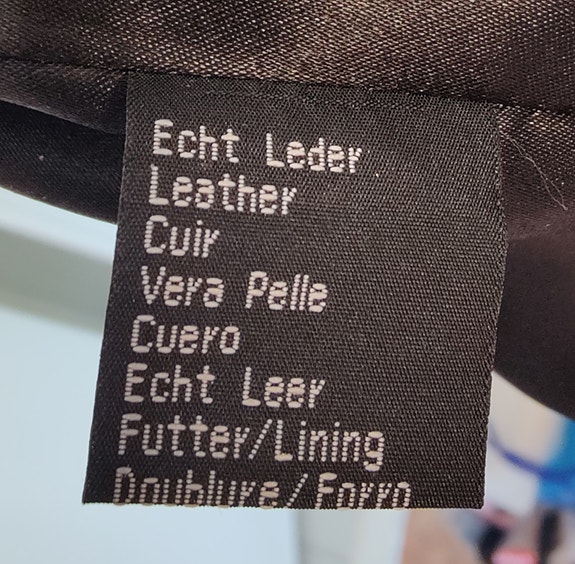 Echt Leder
Leather
Cuir
Vera Pelle
Cuero
Echt Leer
Futter/Lining
Doublure/Forro